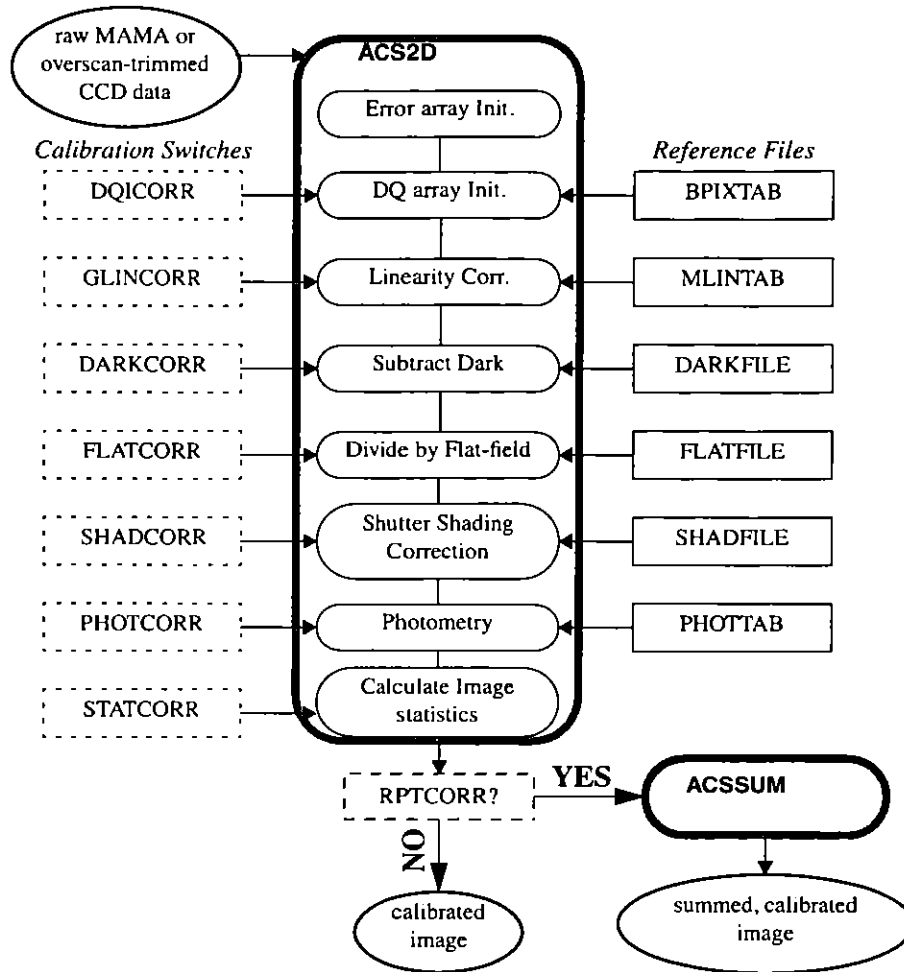 raw MAMA or
overscan-trimmed
CCD data
ACS2D
Error array Init.
Calibration Switches
Reference Files
DQICORR
DQ array Init.
BPIXTAB
GLINCORR
Linearity Corr.
MLINTAB
DARKCORR
Subtract Dark
DARKFILE
FLATCORR
Divide by Flat-field
FLATFILE
SHADCORR
Shutter Shading
Correction
SHADFILE
PHOTCORR
Photometry
PHOTTAB
STATCORR
Calculate Image
statistics
RPTCORR?
YES
ACSSUM
NO
calibrated
image
summed, calibrated
image